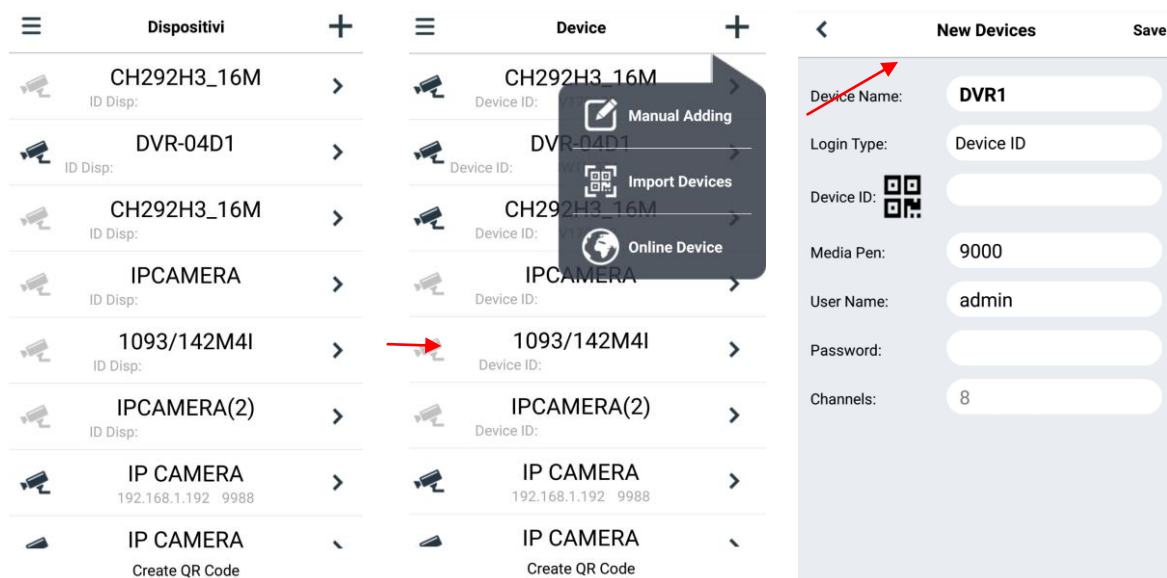 Dispositivi
CH292H3_16M
ID Disp:
DVR-04D1
ID Disp:
CH292H3_16M
ID Disp:
IPCAMERA
ID Disp:
1093/142M4I
ID Disp:
IPCAMERA(2)
ID Disp:
IP CAMERA
192.168.1.192 9988
IP CAMERA
Create QR Code
Device
CH292H3_16M
Device ID:
Manual Adding
DVR-04D1
Device ID:
Import Devices
CH292H3_16M
Device ID:
Online Device
IPCAMERA
Device ID:
1093/142M4I
Device ID:
IPCAMERA(2)
Device ID:
IP CAMERA
192.168.1.192 9988
IP CAMERA
Create QR Code
New Devices
Save
Device Name: DVR1
Login Type: Device ID
Device ID:
Media Pen: 9000
User Name: admin
Password:
Channels: 8